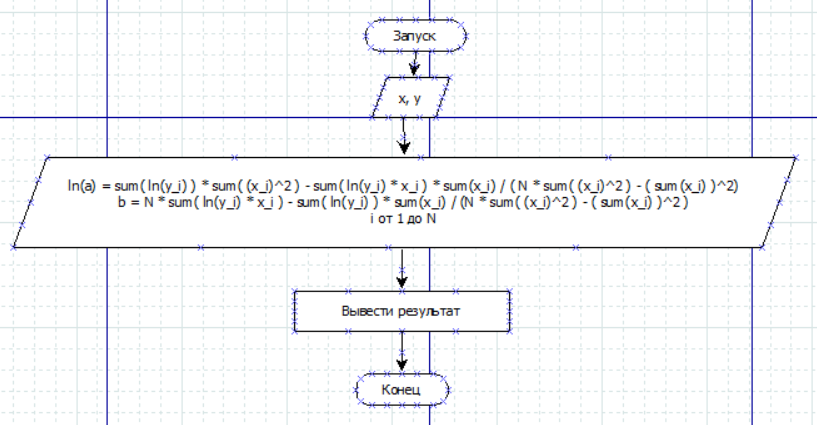 Запуск
x, y
ln(a) = sum( ln(y_i) ) * sum( (x_i)^2 ) - sum( ln(y_i) * x_i ) * sum(x_i) / ( N * sum( (x_i)^2 ) - ( sum(x_i) )^2)
b = N * sum( ln(y_i) * x_i ) - sum( ln(y_i) ) * sum(x_i) / (N * sum( (x_i)^2 ) - ( sum(x_i) )^2 )
i от 1 до N
Вывести результат
Конец